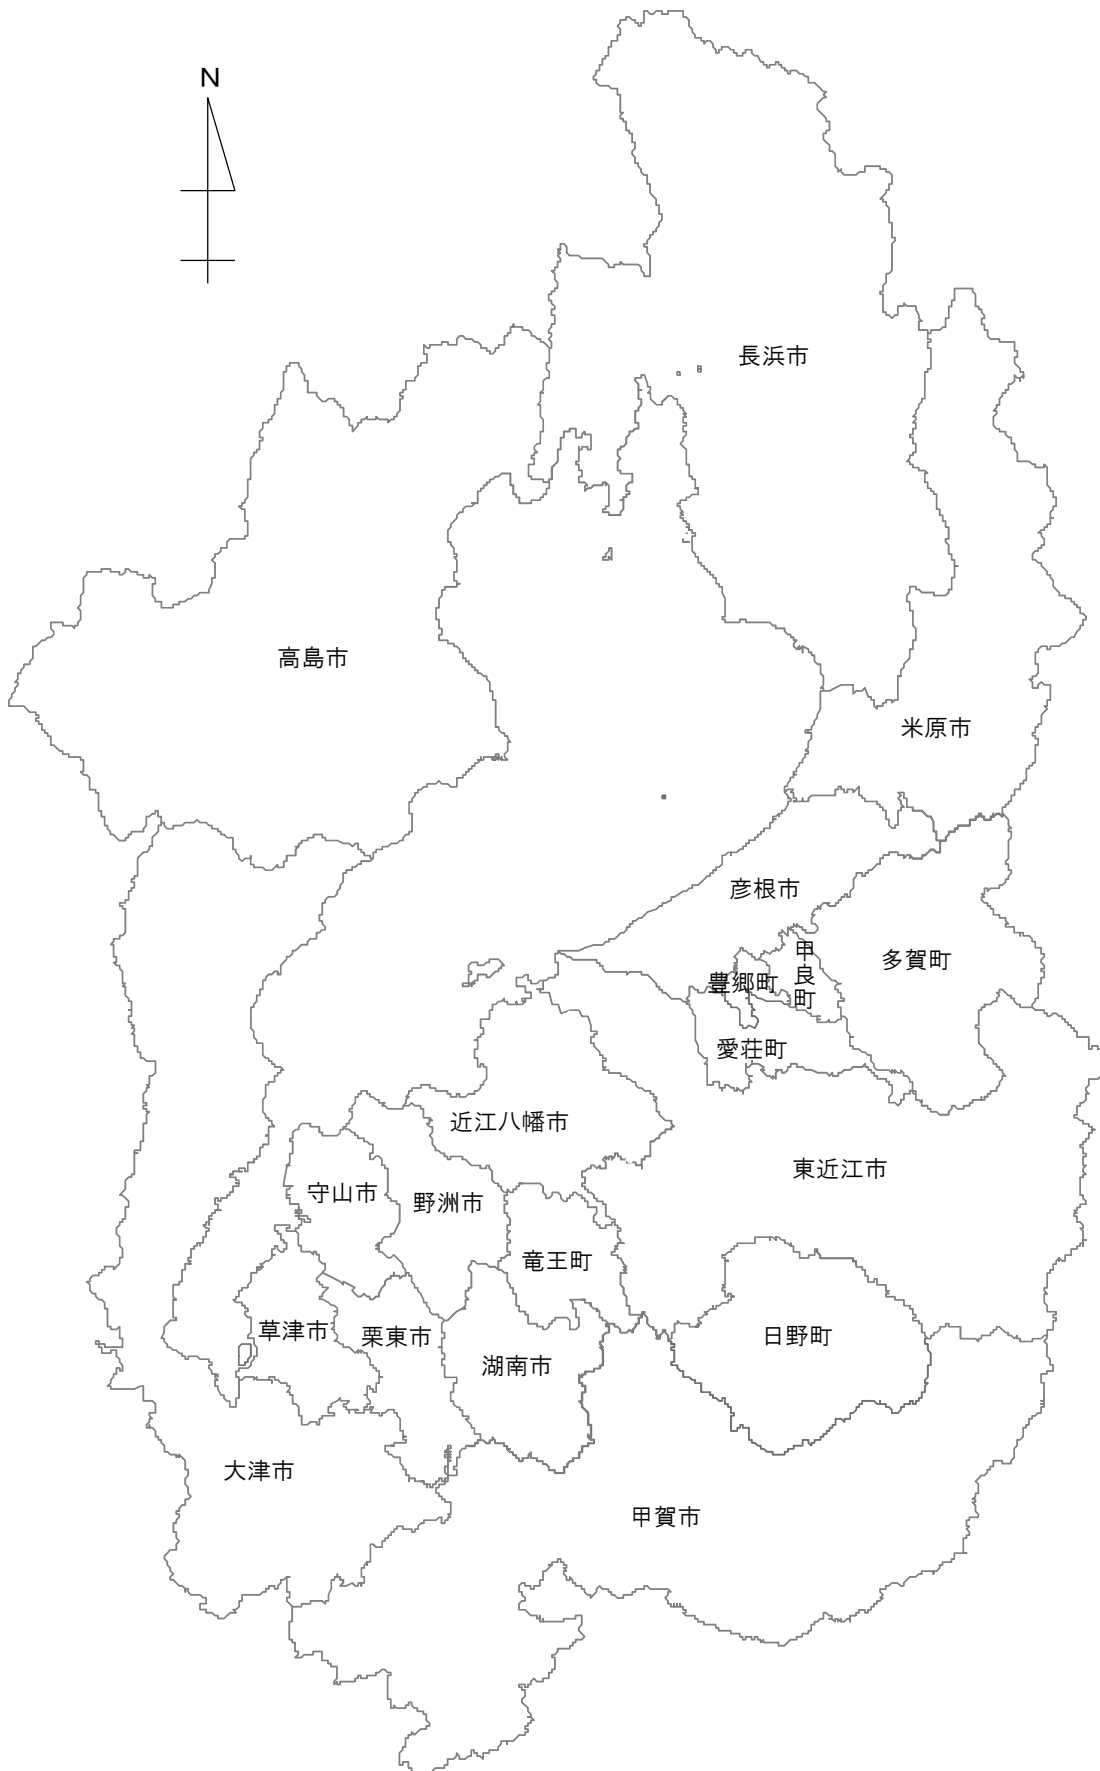 N
長浜市
高島市
米原市
彦根市
甲良町
多賀町
豊郷町
愛荘町
近江八幡市
東近江市
守山市
野洲市
竜王町
草津市
栗東市
日野町
湖南市
大津市
甲賀市